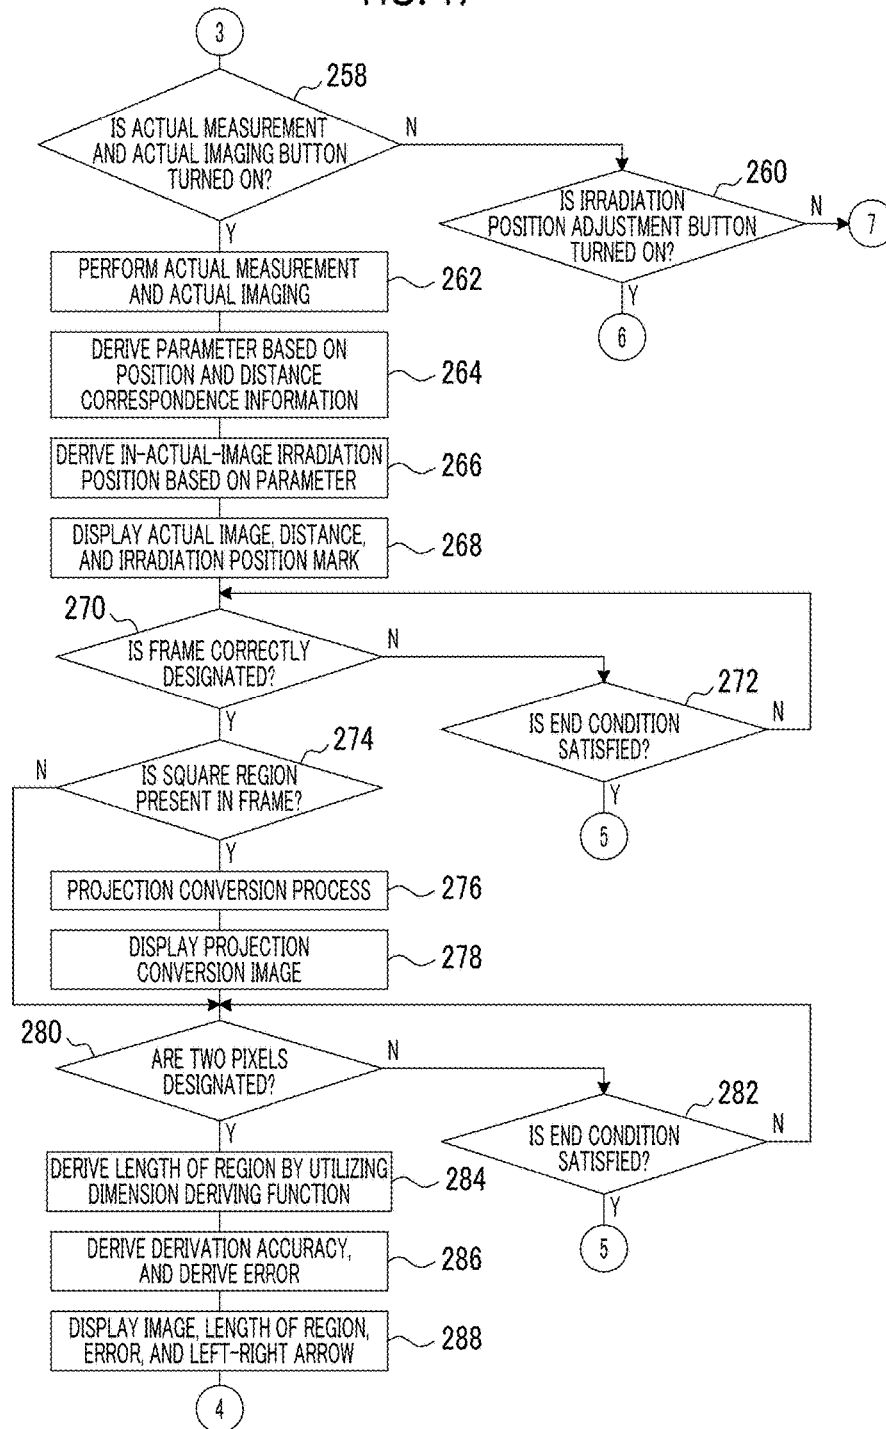 3
258
IS ACTUAL MEASUREMENT
AND ACTUAL IMAGING BUTTON
TURNED ON?
N
Y
260
IS IRRADIATION
POSITION ADJUSTMENT BUTTON
TURNED ON?
N
7
Y
6
PERFORM ACTUAL MEASUREMENT
AND ACTUAL IMAGING
262
DERIVE PARAMETER BASED ON
POSITION AND DISTANCE
CORRESPONDENCE INFORMATION
264
DERIVE IN-ACTUAL-IMAGE IRRADIATION
POSITION BASED ON PARAMETER
266
DISPLAY ACTUAL IMAGE, DISTANCE,
AND IRRADIATION POSITION MARK
268
270
IS FRAME CORRECTLY
DESIGNATED?
N
Y
272
IS END CONDITION
SATISFIED?
N
Y
5
274
IS SQUARE REGION
PRESENT IN FRAME?
N
Y
PROJECTION CONVERSION PROCESS
276
DISPLAY PROJECTION
CONVERSION IMAGE
278
280
ARE TWO PIXELS
DESIGNATED?
N
Y
282
IS END CONDITION
SATISFIED?
N
Y
5
DERIVE LENGTH OF REGION BY UTILIZING
DIMENSION DERIVING FUNCTION
284
DERIVE DERIVATION ACCURACY,
AND DERIVE ERROR
286
DISPLAY IMAGE, LENGTH OF REGION,
ERROR, AND LEFT-RIGHT ARROW
288
4